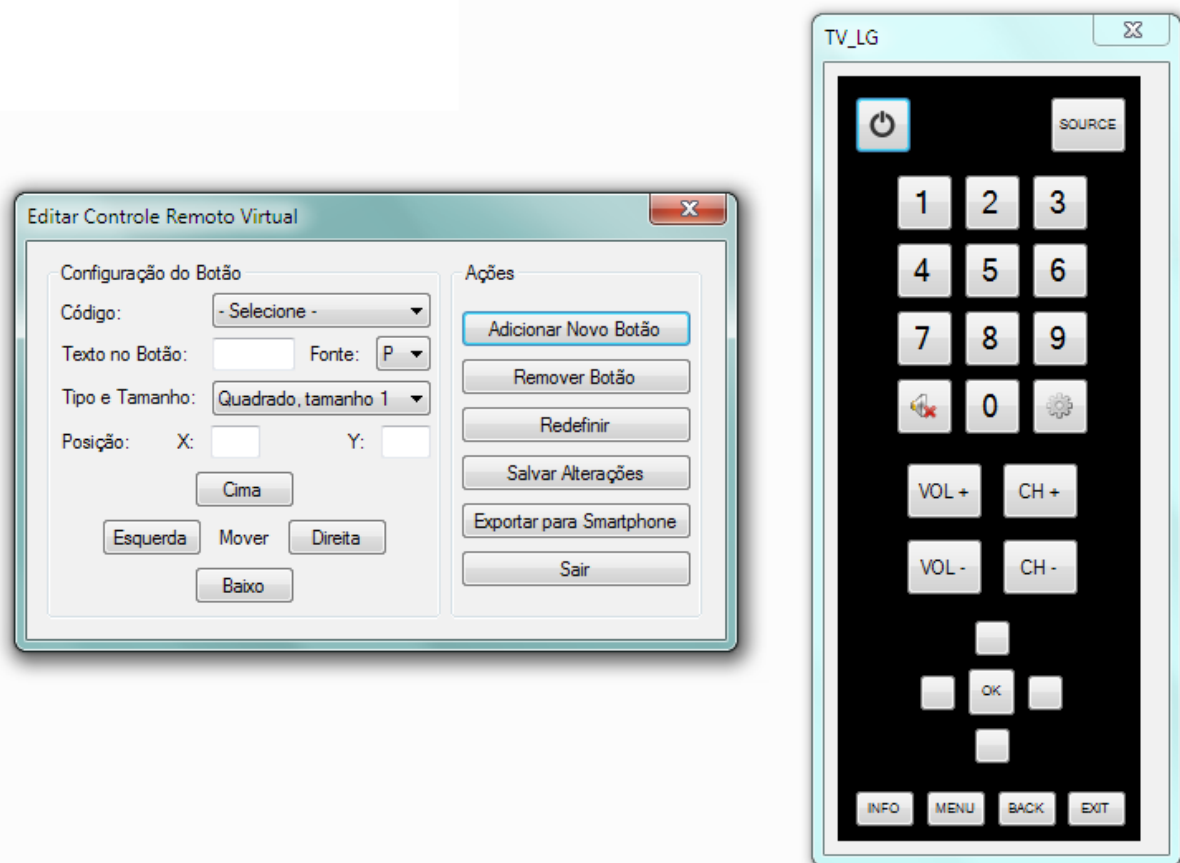 Editar Controle Remoto Virtual
Configuração do Botão
Código: - Selecione -
Texto no Botão: Fonte: P
Tipo e Tamanho: Quadrado, tamanho 1
Posição: X: Y:
Cima
Esquerda Mover Direita
Baixo
Ações
Adicionar Novo Botão
Remover Botão
Redefinir
Salvar Alterações
Exportar para Smartphone
Sair
TV_LG
SOURCE
1 2 3
4 5 6
7 8 9
0
VOL + CH +
VOL - CH -
OK
INFO MENU BACK EXIT